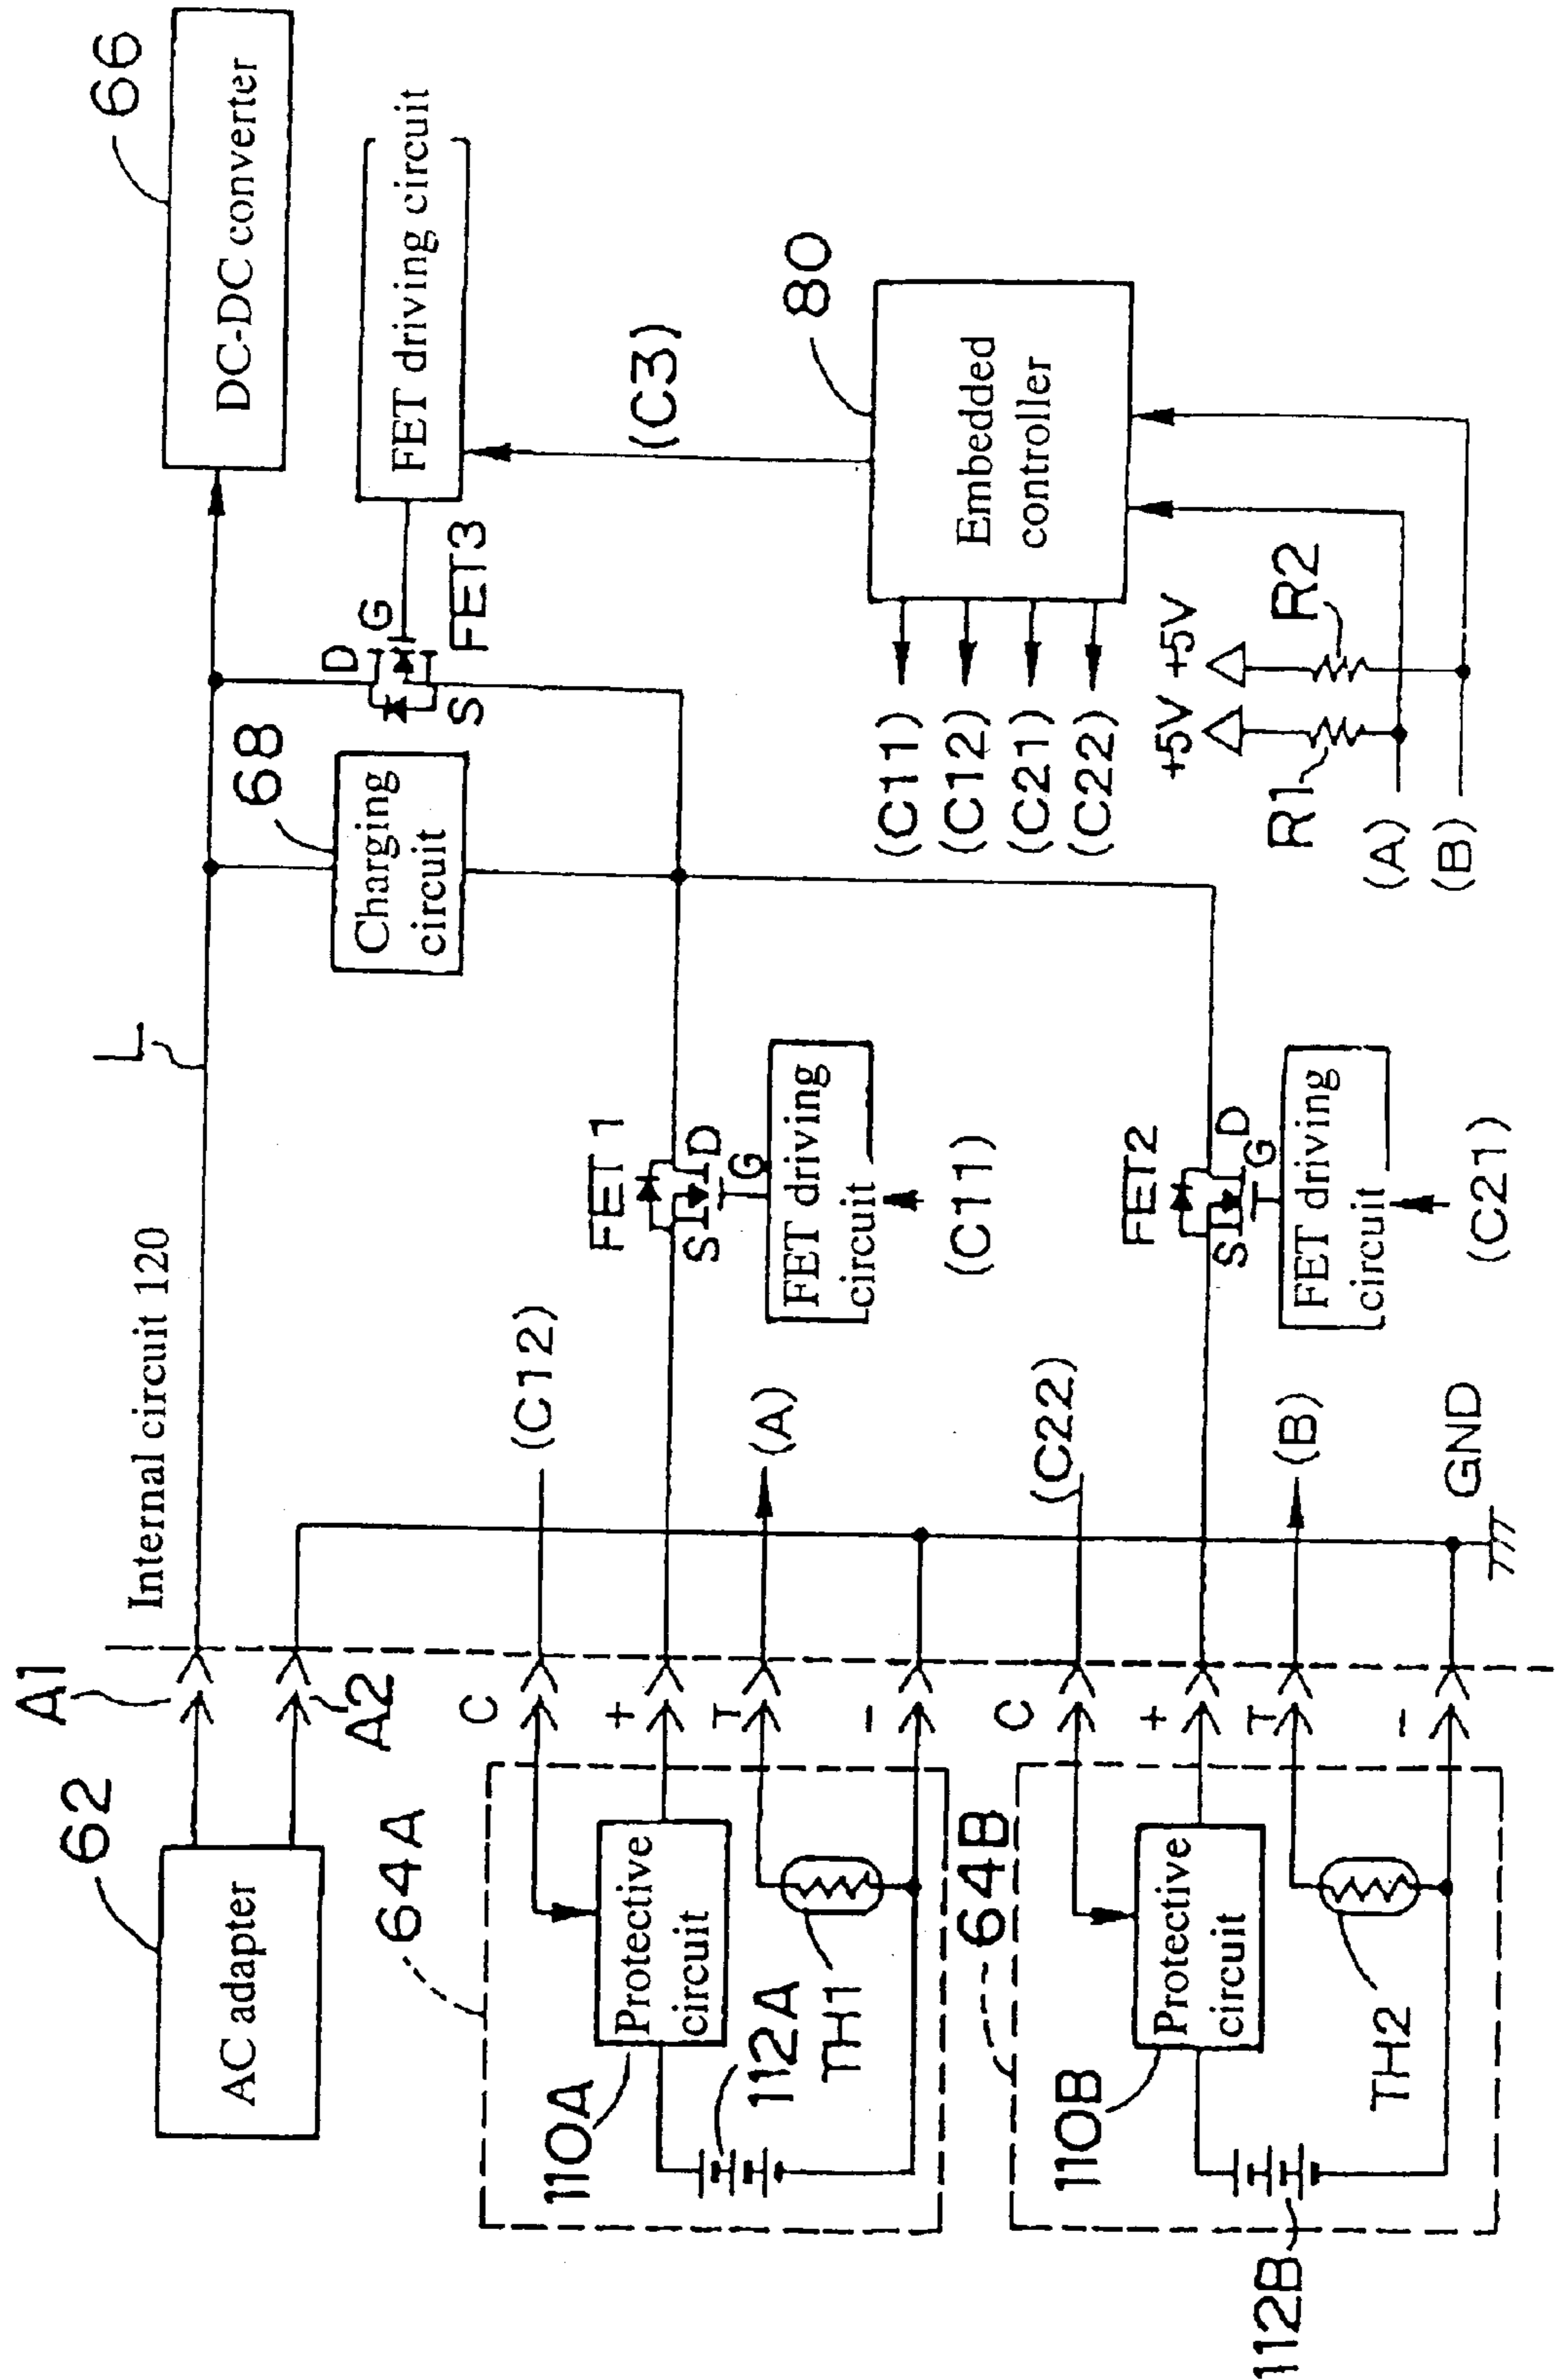 62
AC adapter
A1
A2
Internal circuit 120
L
66
DC-DC converter
68
Charging
circuit
D
G
S
FET3
FET driving circuit
(C3)
80
Embedded
controller
(C11)
(C12)
(C21)
(C22)
+5V
+5V
R1
R2
(A)
(B)
64A
C
+
T
-
(C12)
(A)
110A
Protective
circuit
112A
TH1
FET1
S
D
G
FET driving
circuit
(C11)
64B
C
+
T
-
(C22)
(B)
GND
110B
Protective
circuit
112B
TH2
FET2
S
D
G
FET driving
circuit
(C21)